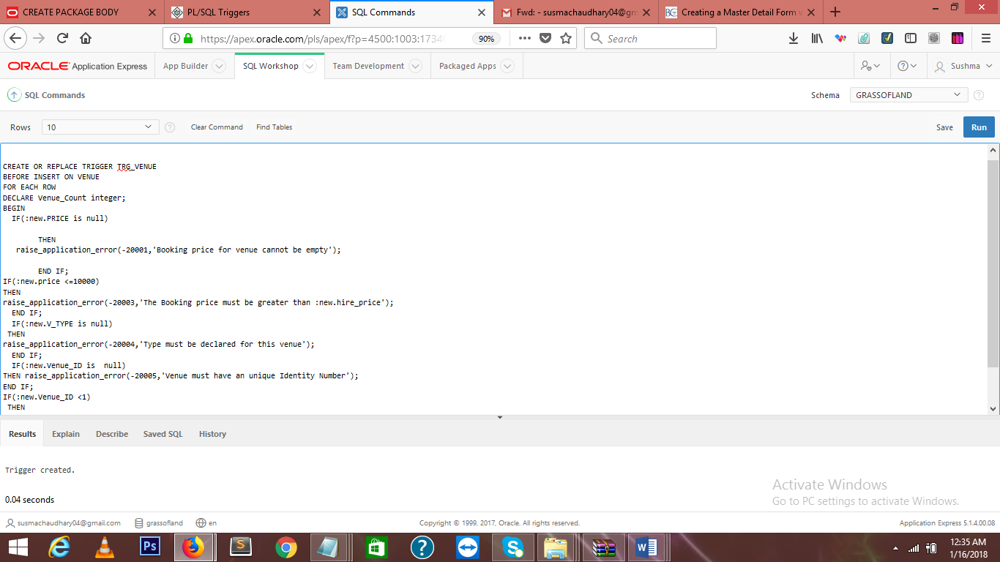 CREATE PACKAGE BODY
PL/SQL Triggers
SQL Commands
Fwd: - susmachaudhary04@gm
Creating a Master Detail Form w
https://apex.oracle.com/pls/apex/f?p=4500:1003:1734
90%
Search
ORACLE Application Express
App Builder
SQL Workshop
Team Development
Packaged Apps
Sushma
SQL Commands
Schema
GRASSOFLAND
Rows
10
Clear Command
Find Tables
Save
Run
CREATE OR REPLACE TRIGGER TRG_VENUE
BEFORE INSERT ON VENUE
FOR EACH ROW
DECLARE Venue_Count integer;
BEGIN
IF(:new.PRICE is null)
THEN
raise_application_error(-20001,'Booking price for venue cannot be empty');
END IF;
IF(:new.price <=10000)
THEN
raise_application_error(-20003,'The Booking price must be greater than :new.hire_price');
END IF;
IF(:new.V_TYPE is null)
THEN
raise_application_error(-20004,'Type must be declared for this venue');
END IF;
IF(:new.Venue_ID is  null)
THEN raise_application_error(-20005,'Venue must have an unique Identity Number');
END IF;
IF(:new.Venue_ID <1)
THEN
Results
Explain
Describe
Saved SQL
History
Trigger created.
0.04 seconds
Activate Windows
Go to PC settings to activate Windows.
susmachaudhary04@gmail.com
grassofland
en
Copyright © 1999, 2017, Oracle. All rights reserved.
Application Express 5.1.4.00.08
12:35 AM
1/16/2018